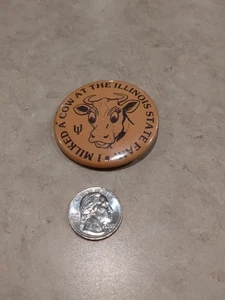 I MILKED A COW AT THE ILLINOIS STATE FAIR